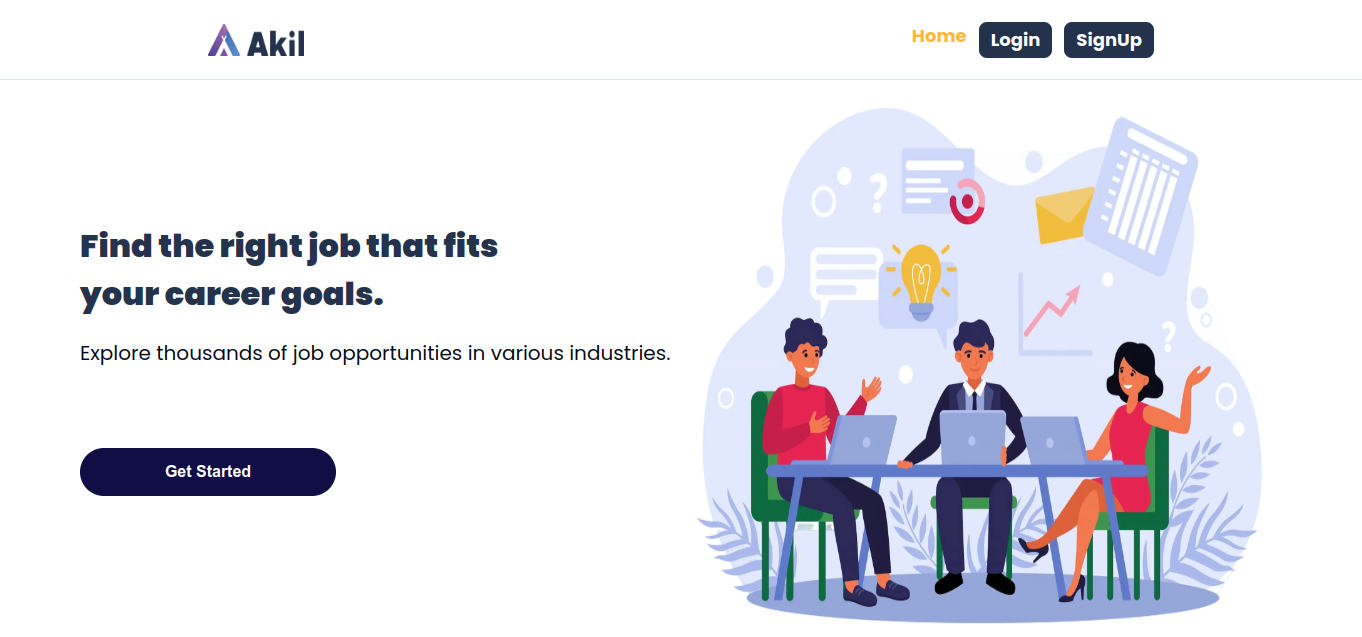 Akil
Home Login SignUp
Find the right job that fits
your career goals.
Explore thousands of job opportunities in various industries.
Get Started